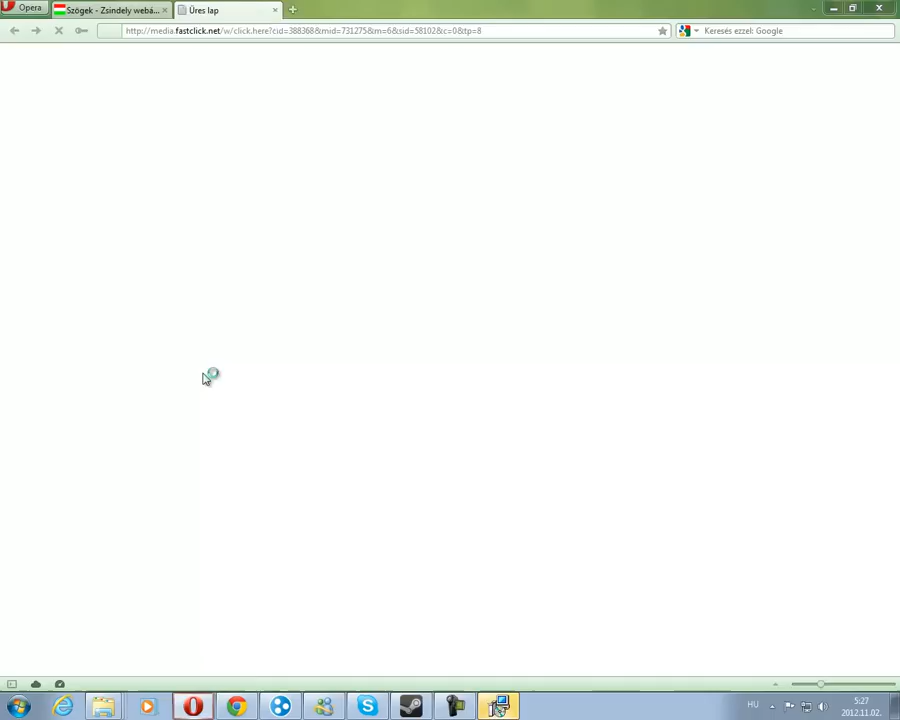 Opera
Szögek - Zsindely webá...
Üres lap
http://media.fastclick.net/w/click.here?cid=388368&mid=731275&m=6&sid=58102&c=0&tp=8
Keresés ezzel: Google
HU
5:27
2012.11.02.